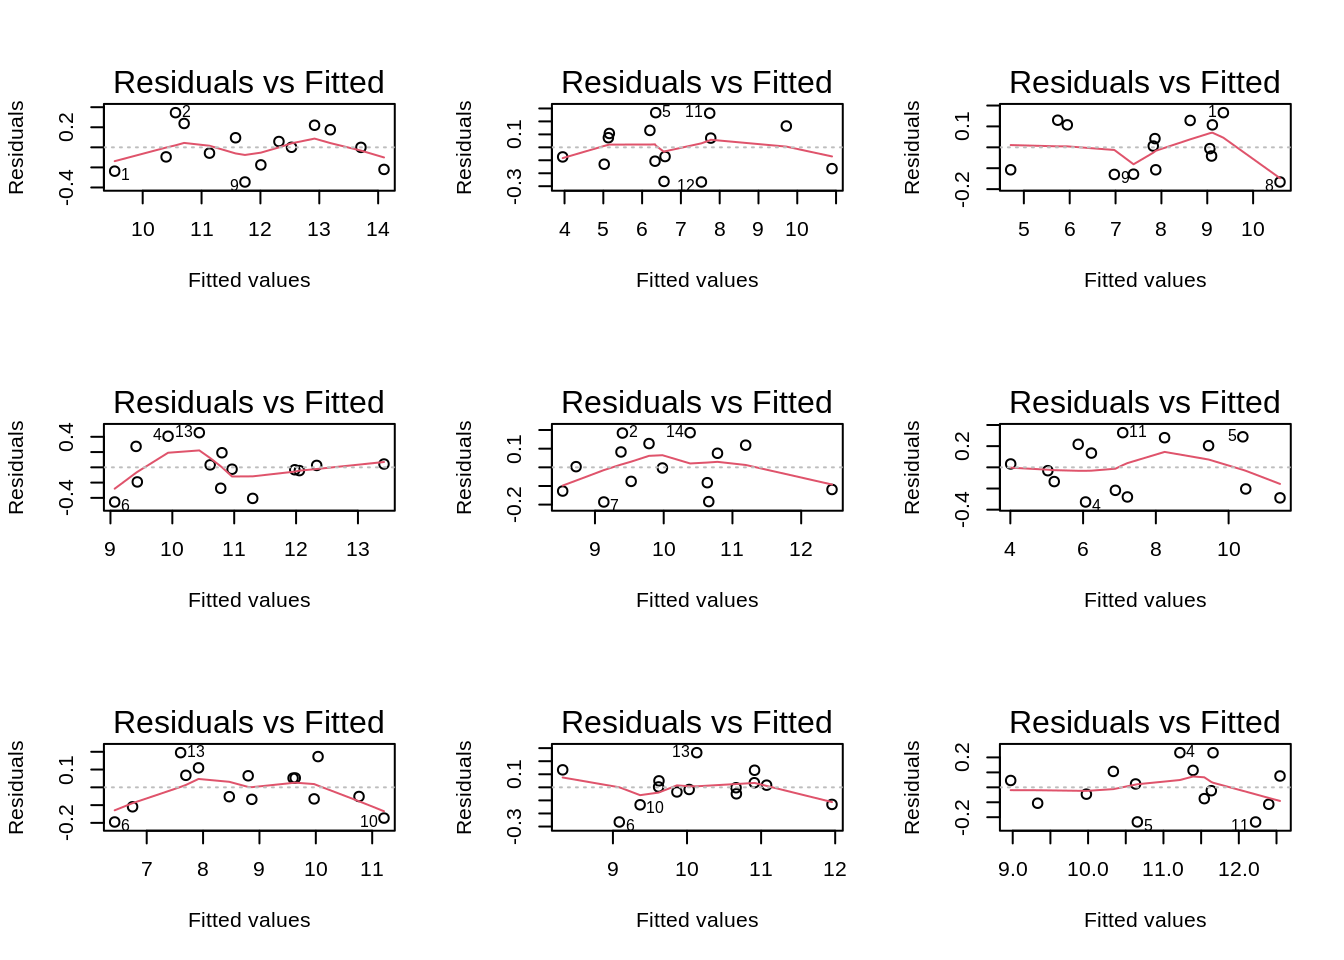 Residuals vs Fitted
Residuals
0.2
-0.4
2
1
9
10 11 12 13 14
Fitted values
Residuals vs Fitted
Residuals
0.1
-0.3
5
11
12
4 5 6 7 8 9 10
Fitted values
Residuals vs Fitted
Residuals
0.1
-0.2
1
9
8
5 6 7 8 9 10
Fitted values
Residuals vs Fitted
Residuals
0.4
-0.4
4
13
6
9 10 11 12 13
Fitted values
Residuals vs Fitted
Residuals
0.1
-0.2
2
14
7
9 10 11 12
Fitted values
Residuals vs Fitted
Residuals
0.2
-0.4
11
5
4
4 6 8 10
Fitted values
Residuals vs Fitted
Residuals
0.1
-0.2
13
6
10
7 8 9 10 11
Fitted values
Residuals vs Fitted
Residuals
0.1
-0.3
13
10
6
9 10 11 12
Fitted values
Residuals vs Fitted
Residuals
0.2
-0.2
4
5
11
9.0 10.0 11.0 12.0
Fitted values